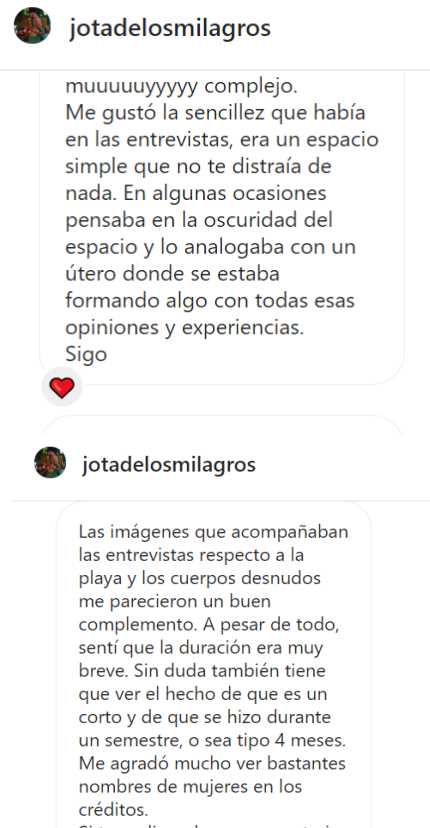 jotadelosmilagros
muuuuuyyyyy complejo.
Me gustó la sencillez que había
en las entrevistas, era un espacio
simple que no te distraía de
nada. En algunas ocasiones
pensaba en la oscuridad del
espacio y lo analogaba con un
útero donde se estaba
formando algo con todas esas
opiniones y experiencias.
Sigo
jotadelosmilagros
Las imágenes que acompañaban
las entrevistas respecto a la
playa y los cuerpos desnudos
me parecieron un buen
complemento. A pesar de todo,
sentí que la duración era muy
breve. Sin duda también tiene
que ver el hecho de que es un
corto y de que se hizo durante
un semestre, o sea tipo 4 meses.
Me agradó mucho ver bastantes
nombres de mujeres en los
créditos.